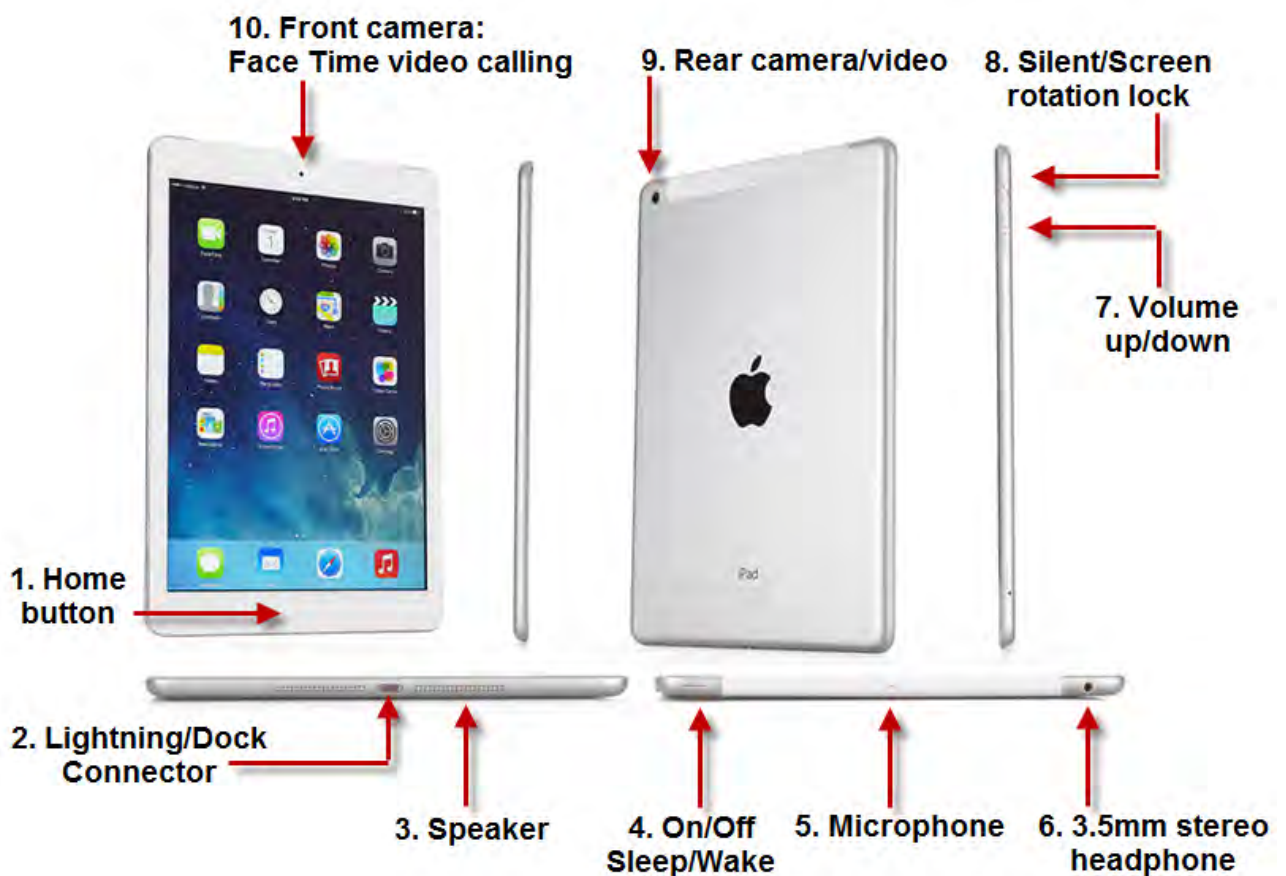 10. Front camera:
Face Time video calling
9. Rear camera/video
8. Silent/Screen
rotation lock
7. Volume
up/down
iPad
1. Home
button
2. Lightning/Dock
Connector
3. Speaker
4. On/Off
Sleep/Wake
5. Microphone
6. 3.5mm stereo
headphone